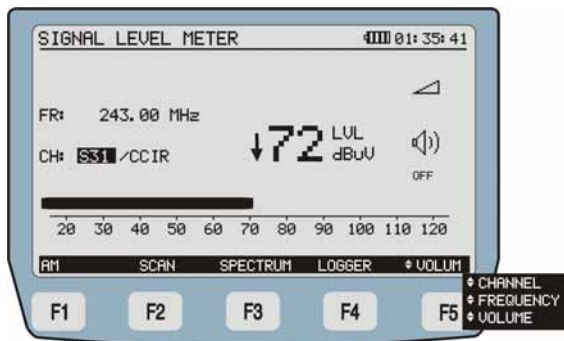 SIGNAL LEVEL METER 01:35:41
FR: 243.00 MHz
CH: S31 /CCIR
↓72 LVL dBuV
OFF
20 30 40 50 60 70 80 90 100 110 120
AM SCAN SPECTRUM LOGGER VOLUM
CHANNEL
FREQUENCY
VOLUME
F1 F2 F3 F4 F5